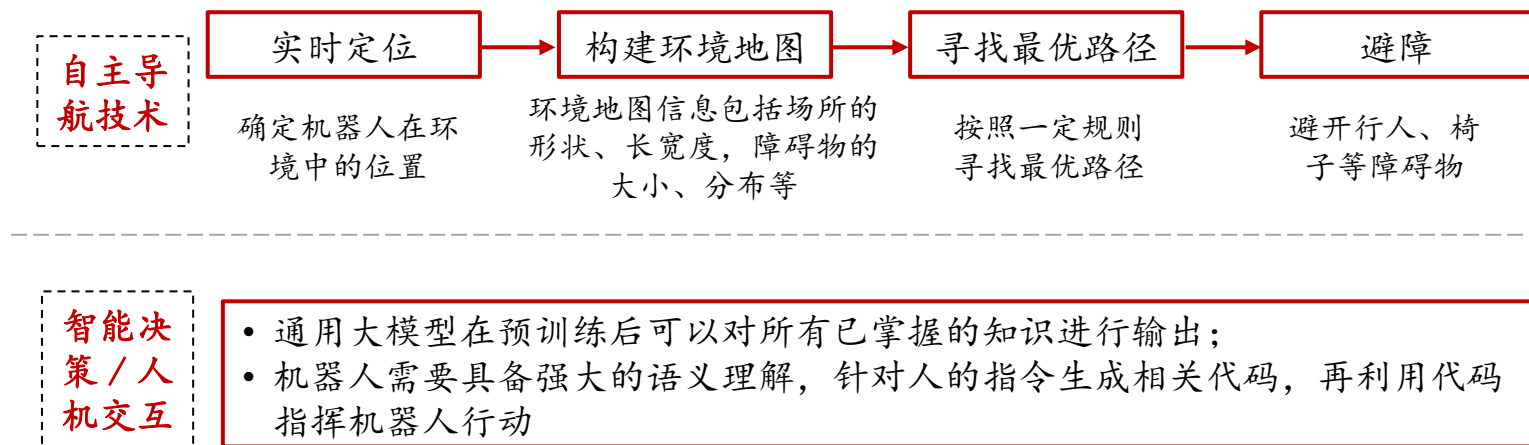 自主导
航技术
实时定位
构建环境地图
寻找最优路径
避障
确定机器人在环
境中的位置
环境地图信息包括场所的
形状、长宽度，障碍物的
大小、分布等
按照一定规则
寻找最优路径
避开行人、椅
子等障碍物
智能决
策/人
机交互
• 通用大模型在预训练后可以对所有已掌握的知识进行输出；
• 机器人需要具备强大的语义理解，针对人的指令生成相关代码，再利用代码
指挥机器人行动